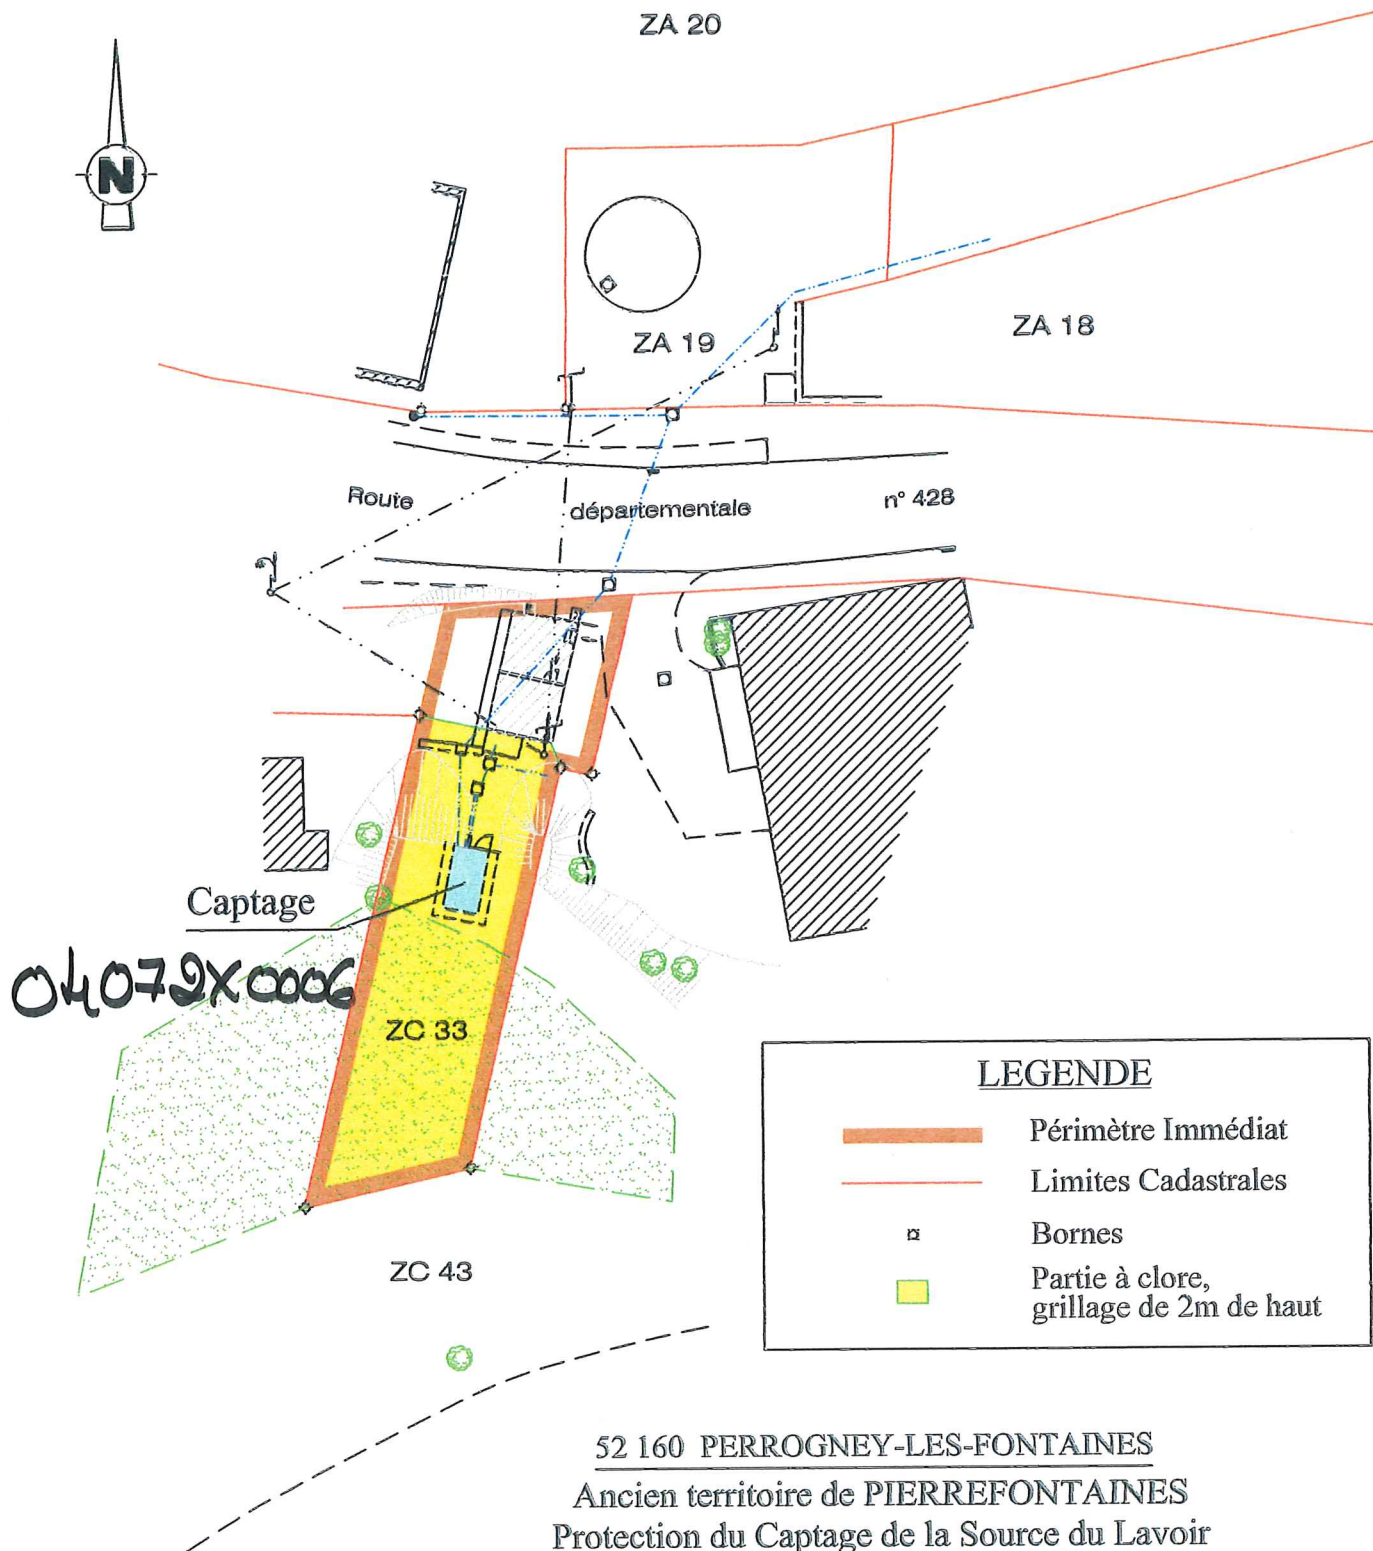 ZA 20
N
ZA 19
ZA 18
Route départementale n° 428
Captage
04072X0006
ZC 33
LEGENDE
Périmètre Immédiat
Limites Cadastrales
Bornes
Partie à clore,
grillage de 2m de haut
ZC 43
52 160 PERROGNEY-LES-FONTAINES
Ancien territoire de PIERREFONTAINES
Protection du Captage de la Source du Lavoir